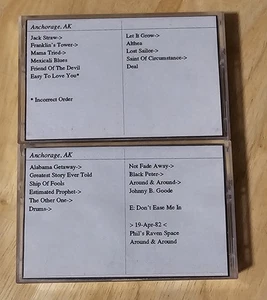 Anchorage, AK
Jack Straw->
Franklin's Tower->
Mama Tried->
Mexicali Blues
Friend Of The Devil
Easy To Love You*
* Incorrect Order
Let It Grow->
Althea
Lost Sailor->
Saint Of Circumstance->
Deal
Anchorage, AK
Alabama Getaway->
Greatest Story Ever Told
Ship Of Fools
Estimated Prophet->
The Other One->
Drums->
Not Fade Away->
Black Peter->
Around & Around->
Johnny B. Goode
E: Don't Ease Me In
> 19-Apr-82 <
Phil's Raven Space
Around & Around